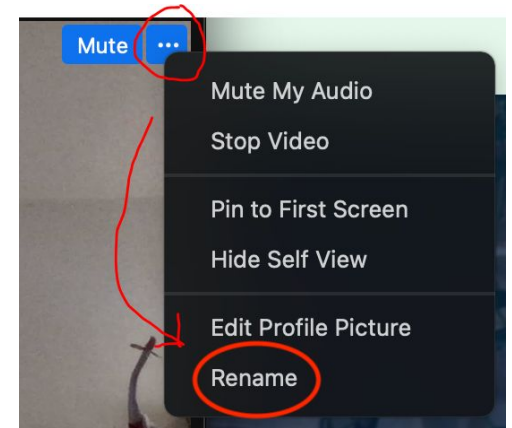 Mute ...
Mute My Audio
Stop Video
Pin to First Screen
Hide Self View
Edit Profile Picture
Rename